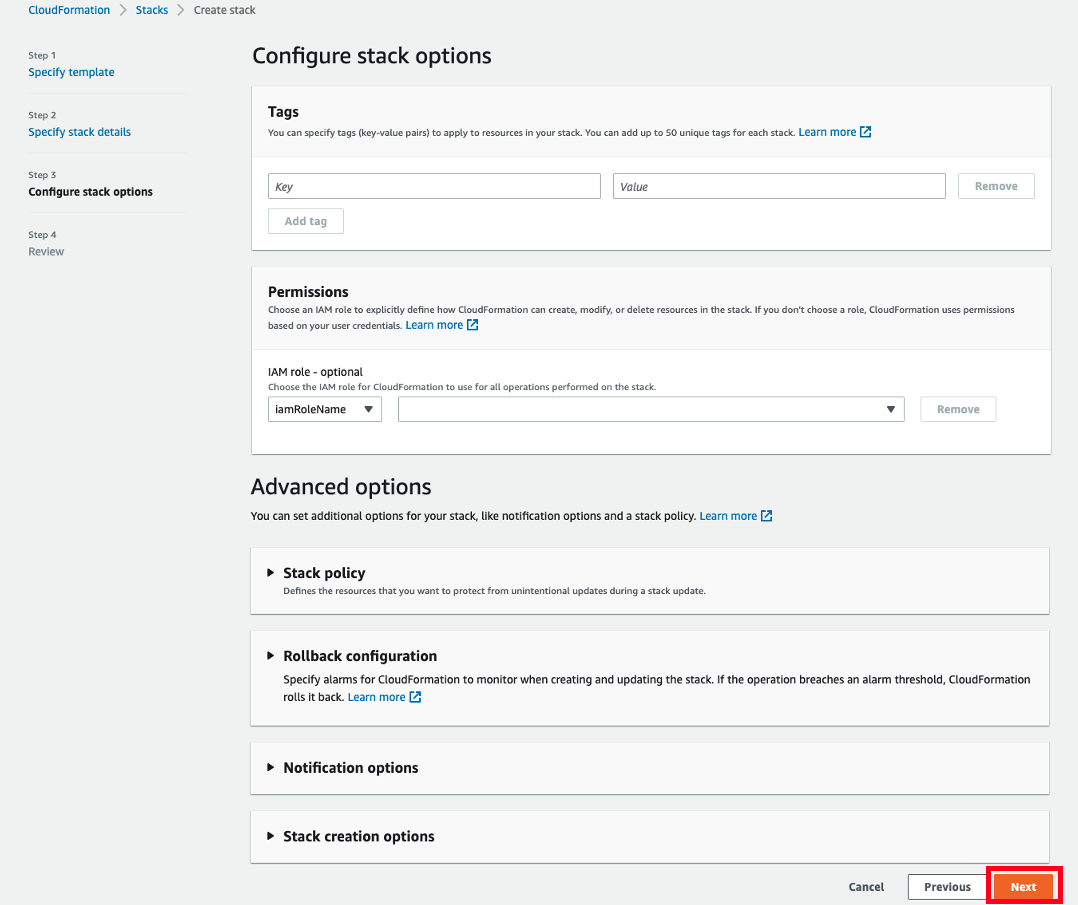 CloudFormation > Stacks > Create stack
Step 1
Specify template
Step 2
Specify stack details
Step 3
Configure stack options
Step 4
Review
Configure stack options
Tags
You can specify tags (key-value pairs) to apply to resources in your stack. You can add up to 50 unique tags for each stack. Learn more
Key Value Remove
Add tag
Permissions
Choose an IAM role to explicitly define how CloudFormation can create, modify, or delete resources in the stack. If you don't choose a role, CloudFormation uses permissions
based on your user credentials. Learn more
IAM role - optional
Choose the IAM role for CloudFormation to use for all operations performed on the stack.
iamRoleName Remove
Advanced options
You can set additional options for your stack, like notification options and a stack policy. Learn more
Stack policy
Defines the resources that you want to protect from unintentional updates during a stack update.
Rollback configuration
Specify alarms for CloudFormation to monitor when creating and updating the stack. If the operation breaches an alarm threshold, CloudFormation
rolls it back. Learn more
Notification options
Stack creation options
Cancel Previous Next